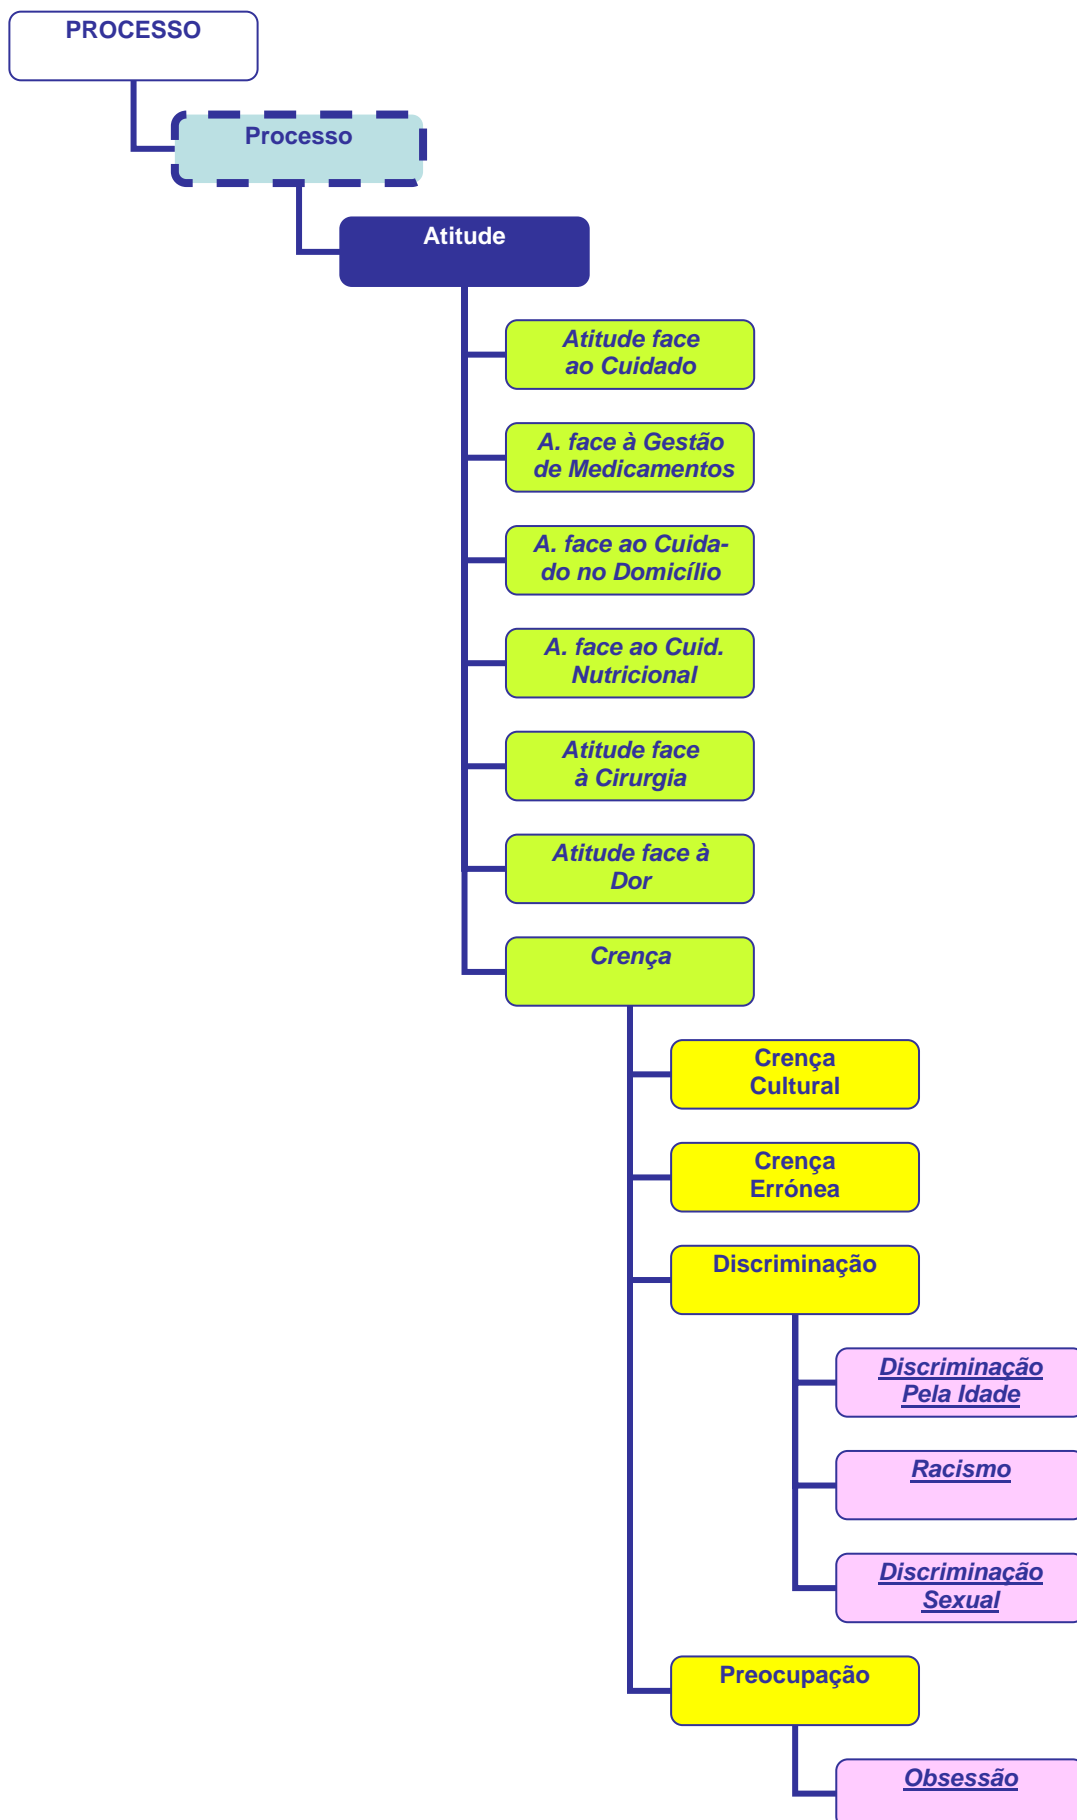 PROCESSO
Processo
Atitude
Atitude face
ao Cuidado
A. face à Gestão
de Medicamentos
A. face ao Cuida-
do no Domicílio
A. face ao Cuid.
Nutricional
Atitude face
à Cirurgia
Atitude face à
Dor
Crença
Crença
Cultural
Crença
Errónea
Discriminação
Discriminação
Pela Idade
Racismo
Discriminação
Sexual
Preocupação
Obsessão